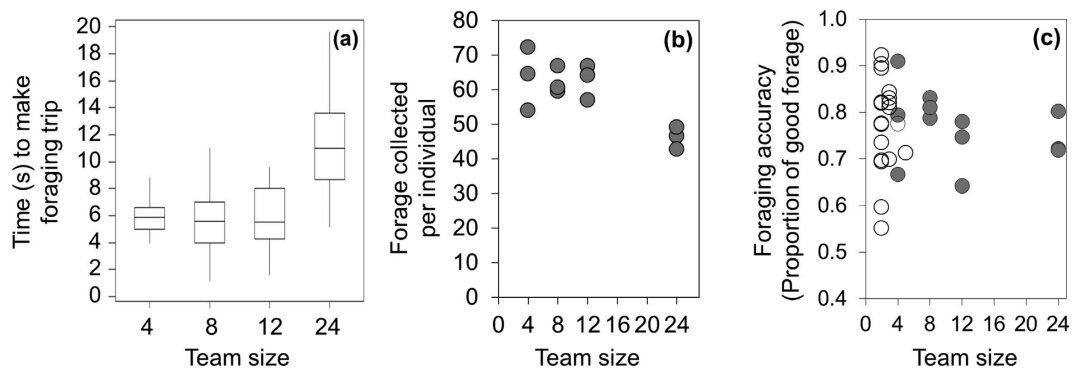 (a)
Time (s) to make
foraging trip
20
18
16
14
12
10
8
6
4
2
0
4 8 12 24
Team size
(b)
Forage collected
per individual
80
70
60
50
40
30
20
10
0
0 4 8 12 16 20 24
Team size
(c)
Foraging accuracy
(Proportion of good forage)
1.0
0.9
0.8
0.7
0.6
0.5
0.4
0 4 8 12 16 20 24
Team size